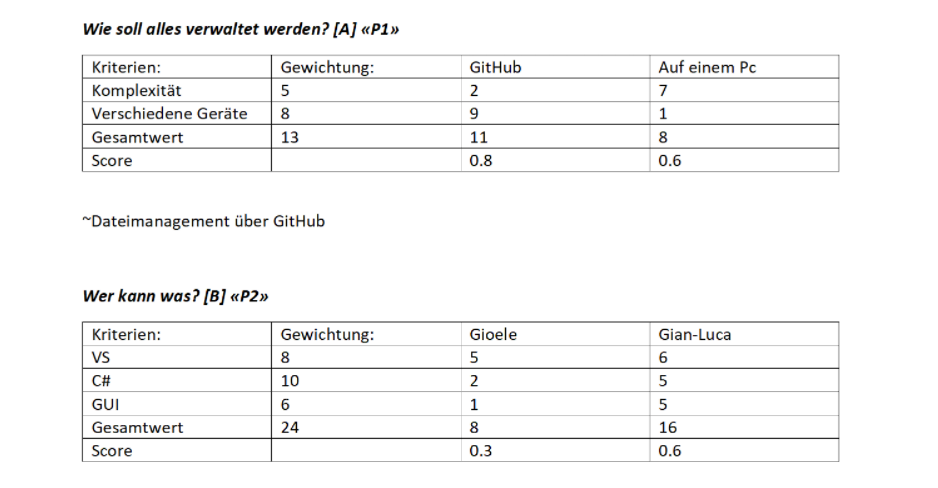 Wie soll alles verwaltet werden? [A] «P1»
Kriterien: Gewichtung: GitHub Auf einem Pc
Komplexität 5 2 7
Verschiedene Geräte 8 9 1
Gesamtwert 13 11 8
Score 0.8 0.6
~Dateimanagement über GitHub
Wer kann was? [B] «P2»
Kriterien: Gewichtung: Gioele Gian-Luca
VS 8 5 6
C# 10 2 5
GUI 6 1 5
Gesamtwert 24 8 16
Score 0.3 0.6